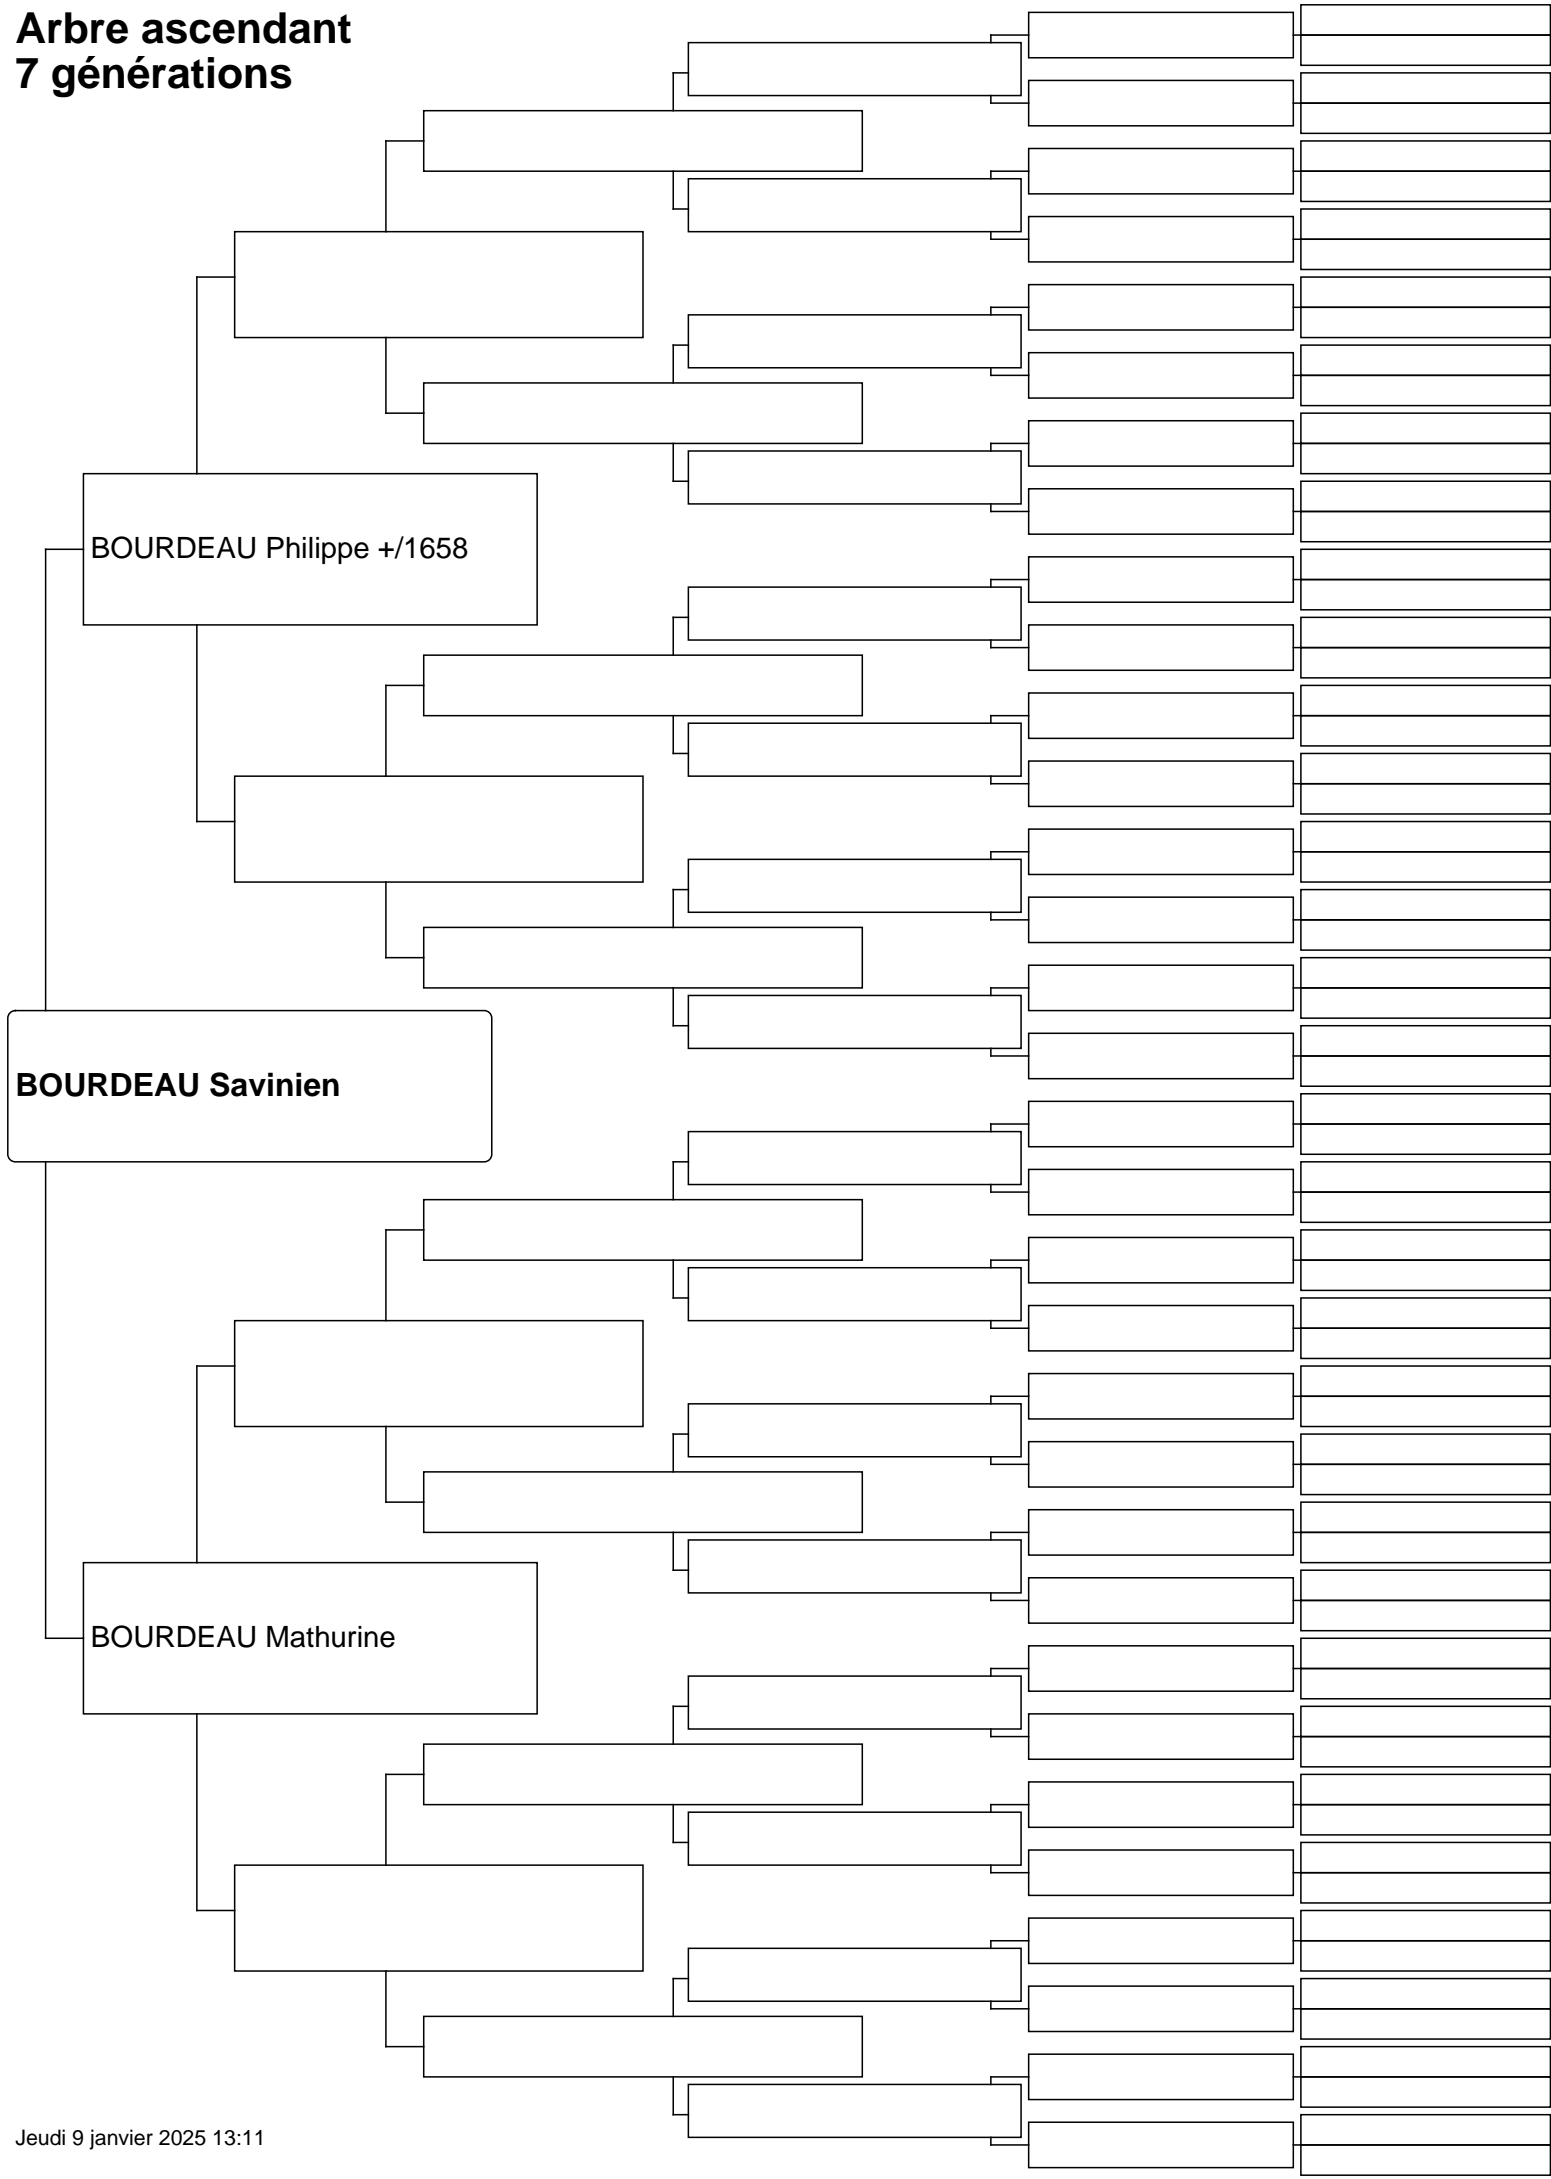 Arbre ascendant
7 générations
BOURDEAU Philippe +/1658
BOURDEAU Savinien
BOURDEAU Mathurine
Jeudi 9 janvier 2025 13:11